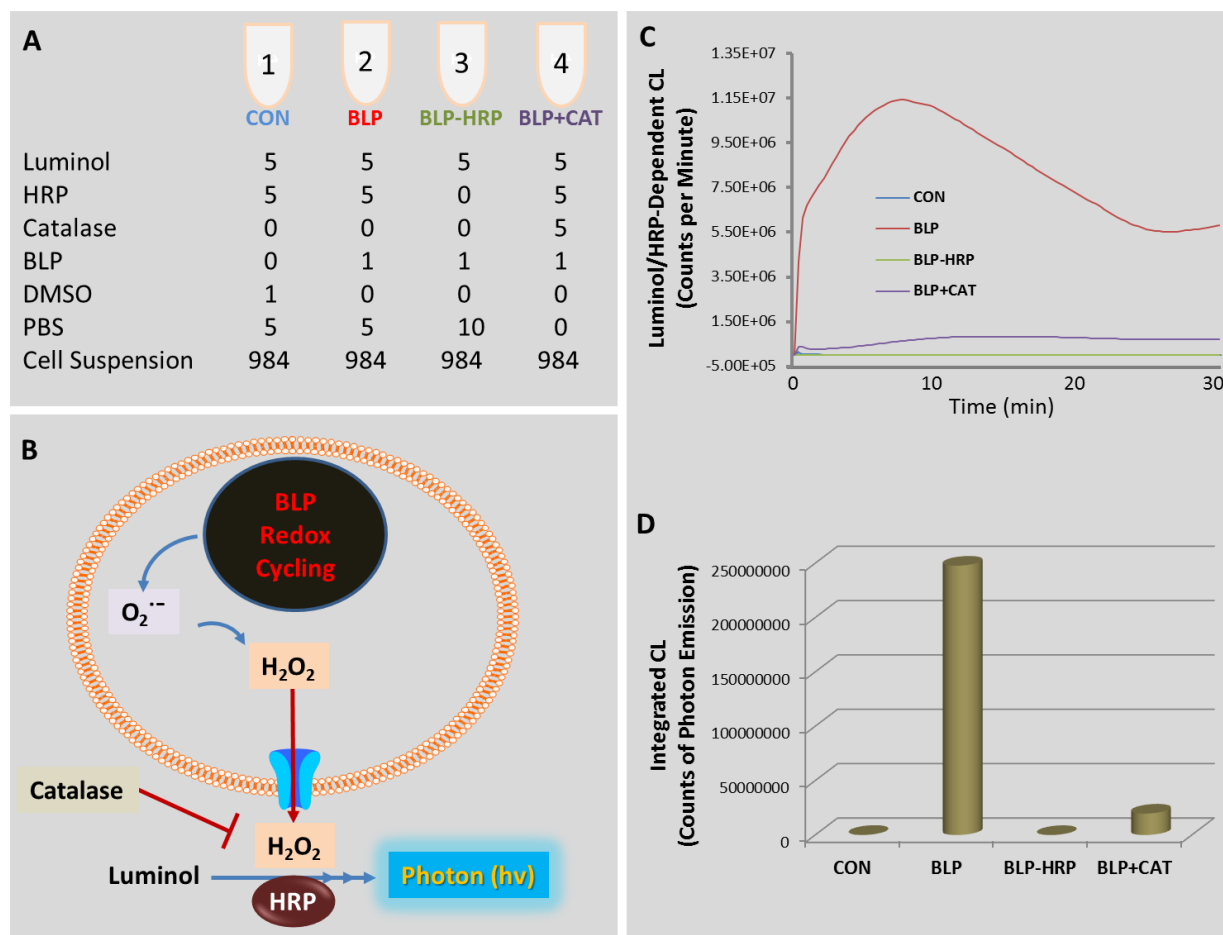 A
1 2 3 4
CON BLP BLP-HRP BLP+CAT
Luminol 5 5 5 5
HRP 5 5 0 5
Catalase 0 0 0 5
BLP 0 1 1 1
DMSO 1 0 0 0
PBS 5 5 10 0
Cell Suspension 984 984 984 984
B
BLP
Redox
Cycling
O₂˙⁻
H₂O₂
Catalase
H₂O₂
Luminol
HRP
Photon (hv)
C
Luminol/HRP-Dependent CL
(Counts per Minute)
1.35E+07
1.15E+07
9.50E+06
7.50E+06
5.50E+06
3.50E+06
1.50E+06
-5.00E+05
CON
BLP
BLP-HRP
BLP+CAT
0 10 20 30
Time (min)
D
Integrated CL
(Counts of Photon Emission)
250000000
200000000
150000000
100000000
50000000
0
CON BLP BLP-HRP BLP+CAT